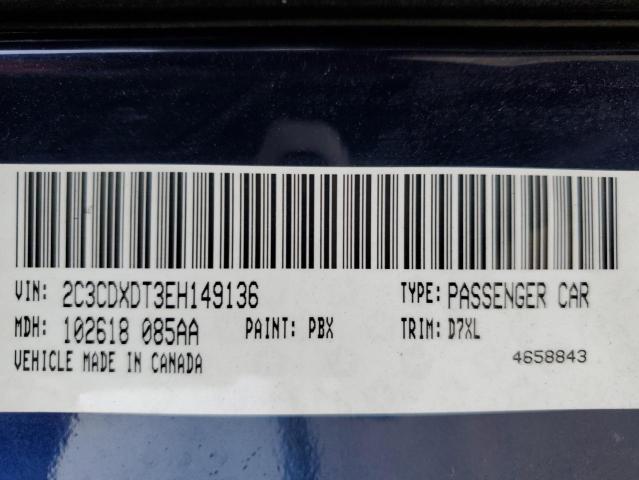 VIN: 2C3CDXDT3EH149136 TYPE: PASSENGER CAR
MDH: 102618 085AA PAINT: PBX TRIM: D7XL
VEHICLE MADE IN CANADA 4658843